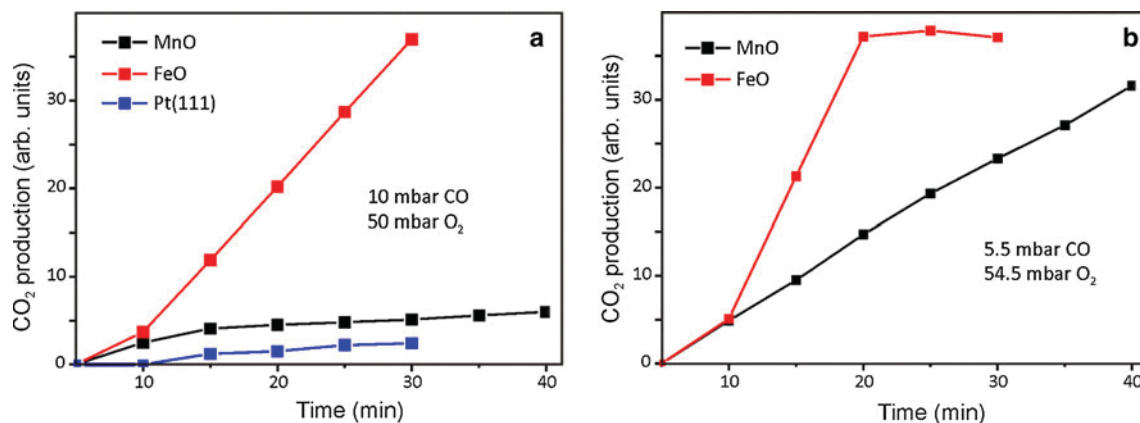 a
MnO
FeO
Pt(111)
10 mbar CO
50 mbar O₂
CO₂ production (arb. units)
30
20
10
0
10 20 30 40
Time (min)
b
MnO
FeO
5.5 mbar CO
54.5 mbar O₂
CO₂ production (arb. units)
30
20
10
0
10 20 30 40
Time (min)